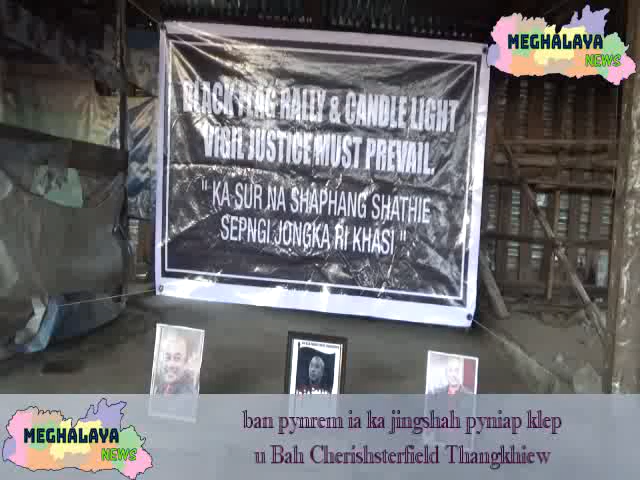 MEGHALAYA
NEWS
BLACK FLAG RALLY & CANDLE LIGHT
VIGIL JUSTICE MUST PREVAIL.
" KA SUR NA SHAPHANG SHATHIE
SEPNGI JONGKA RI KHASI "
MEGHALAYA
NEWS
ban pynrem ia ka jingshah pyniap klep
u Bah Cherishsterfield Thangkhiew